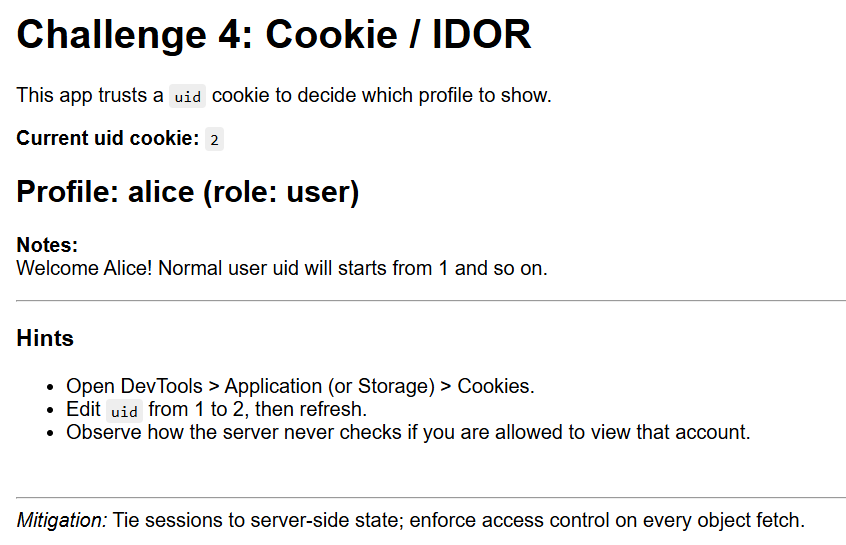 Challenge 4: Cookie / IDOR
This app trusts a uid cookie to decide which profile to show.
Current uid cookie: 2
Profile: alice (role: user)
Notes:
Welcome Alice! Normal user uid will starts from 1 and so on.
Hints
• Open DevTools > Application (or Storage) > Cookies.
• Edit uid from 1 to 2, then refresh.
• Observe how the server never checks if you are allowed to view that account.
Mitigation: Tie sessions to server-side state; enforce access control on every object fetch.